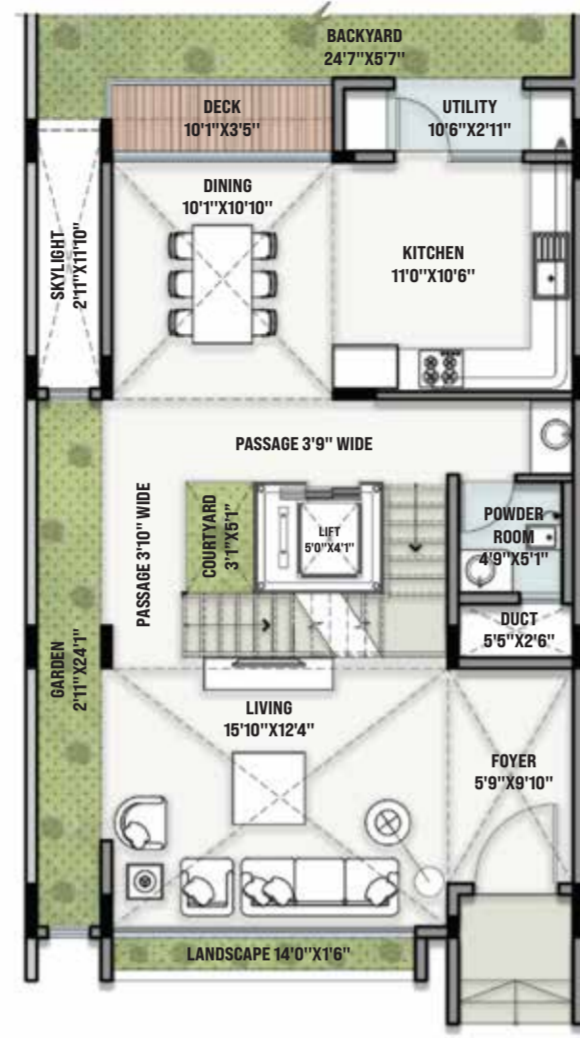 BACKYARD
24'7"X5'7"
DECK
10'1"X3'5"
UTILITY
10'6"X2'11"
DINING
10'1"X10'10"
SKYLIGHT
2'11"X11'10"
KITCHEN
11'0"X10'6"
PASSAGE 3'9" WIDE
PASSAGE 3'10" WIDE
COURTYARD
3'1"X5'1"
LIFT
5'0"X4'1"
POWDER
ROOM
4'9"X5'1"
DUCT
5'5"X2'6"
GARDEN
2'11"X24'1"
LIVING
15'10"X12'4"
FOYER
5'9"X9'10"
LANDSCAPE 14'0"X1'6"